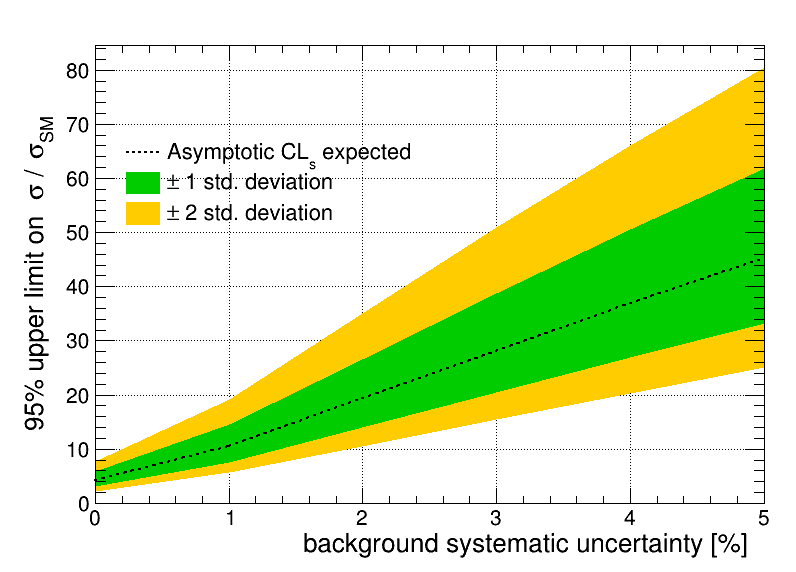 95% upper limit on σ / σSM
80
70
60
50
40
30
20
10
0
Asymptotic CLs expected
± 1 std. deviation
± 2 std. deviation
0 1 2 3 4 5
background systematic uncertainty [%]